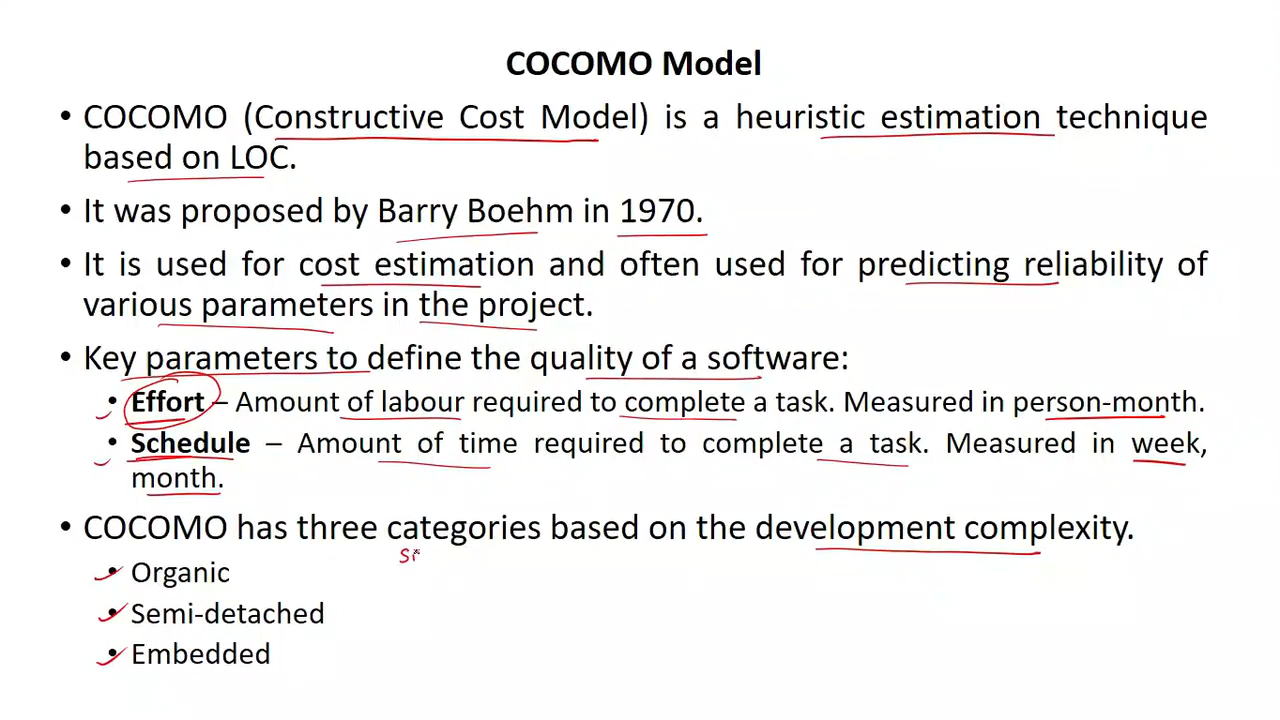 COCOMO Model
• COCOMO (Constructive Cost Model) is a heuristic estimation technique
based on LOC.
• It was proposed by Barry Boehm in 1970.
• It is used for cost estimation and often used for predicting reliability of
various parameters in the project.
• Key parameters to define the quality of a software:
• Effort – Amount of labour required to complete a task. Measured in person-month.
• Schedule – Amount of time required to complete a task. Measured in week,
month.
• COCOMO has three categories based on the development complexity.
• Organic
• Semi-detached
• Embedded